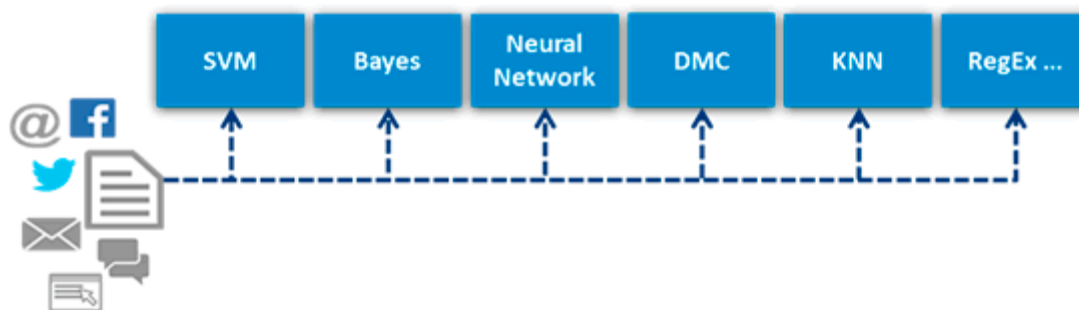 SVM
Bayes
Neural
Network
DMC
KNN
RegEx ...
@
f